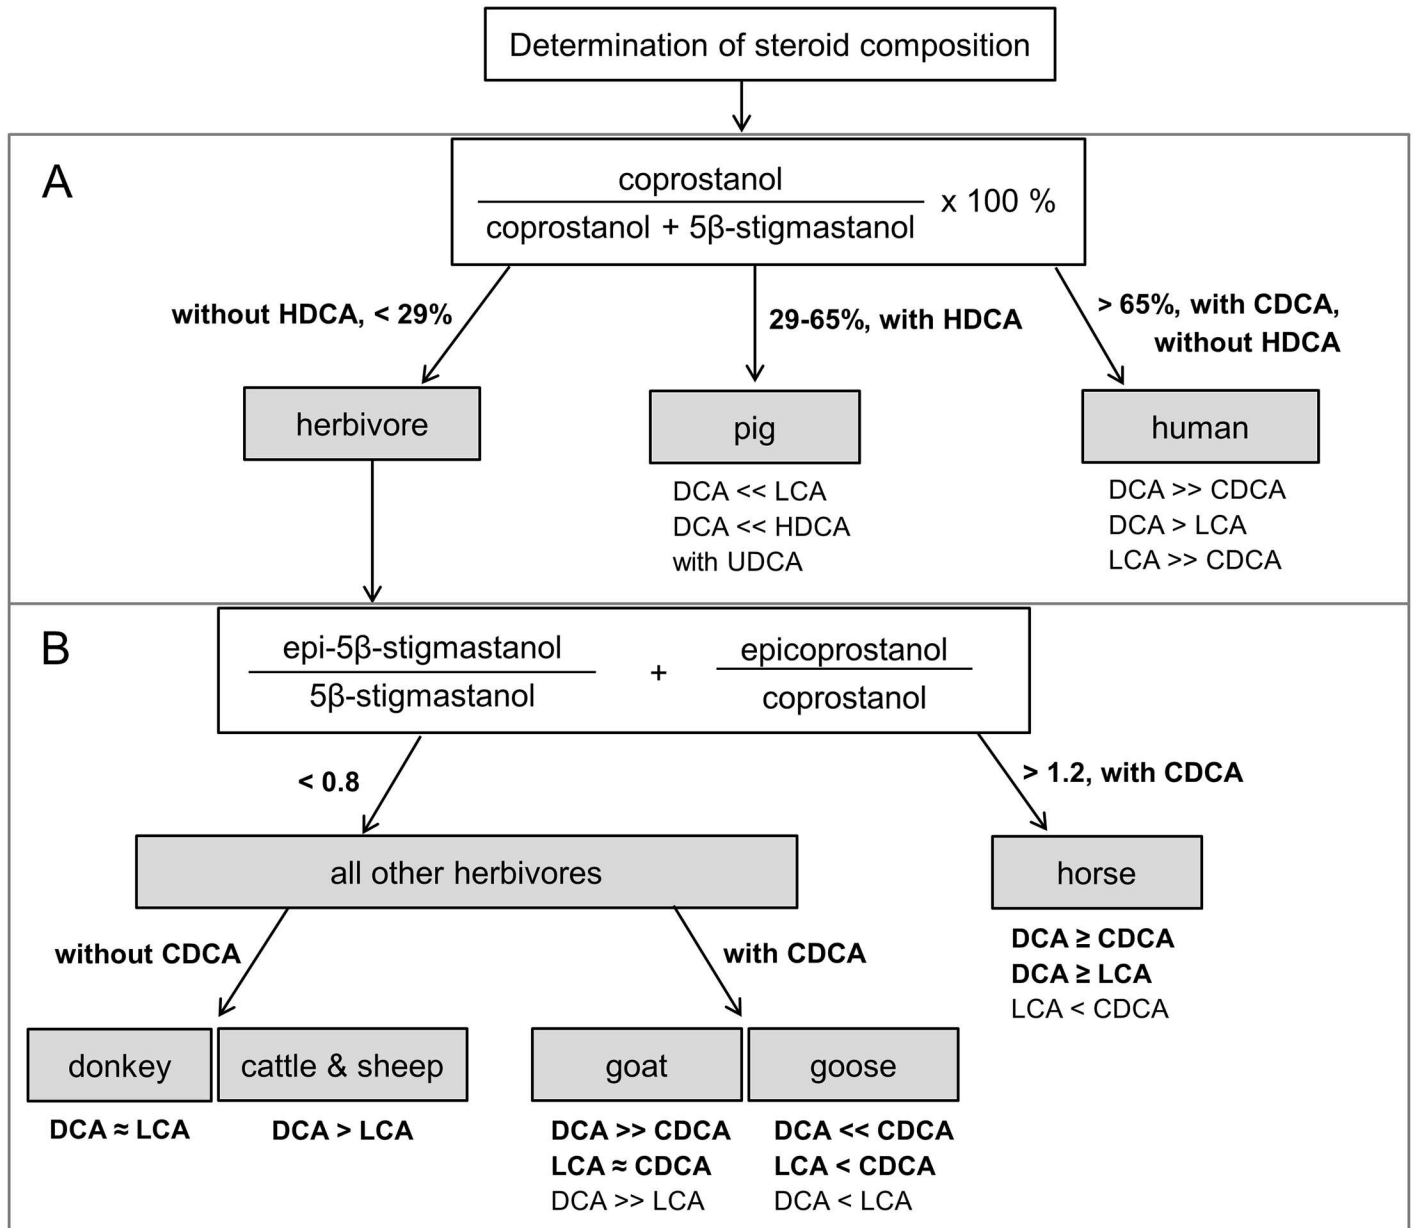 Determination of steroid composition
A
coprostanol
coprostanol + 5β-stigmastanol
x 100 %
without HDCA, < 29%
29-65%, with HDCA
> 65%, with CDCA,
without HDCA
herbivore
pig
human
DCA << LCA
DCA << HDCA
with UDCA
DCA >> CDCA
DCA > LCA
LCA >> CDCA
B
epi-5β-stigmastanol
5β-stigmastanol
+
epicoprostanol
coprostanol
< 0.8
> 1.2, with CDCA
all other herbivores
horse
DCA ≥ CDCA
DCA ≥ LCA
LCA < CDCA
without CDCA
with CDCA
donkey
cattle & sheep
goat
goose
DCA ≈ LCA
DCA > LCA
DCA >> CDCA
LCA ≈ CDCA
DCA >> LCA
DCA << CDCA
LCA < CDCA
DCA < LCA